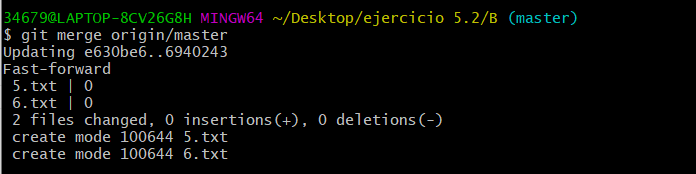 34679@LAPTOP-8CV26G8H MINGW64 ~/Desktop/ejercicio 5.2/B (master)
$ git merge origin/master
Updating e630be6..6940243
Fast-forward
 5.txt | 0
 6.txt | 0
 2 files changed, 0 insertions(+), 0 deletions(-)
 create mode 100644 5.txt
 create mode 100644 6.txt